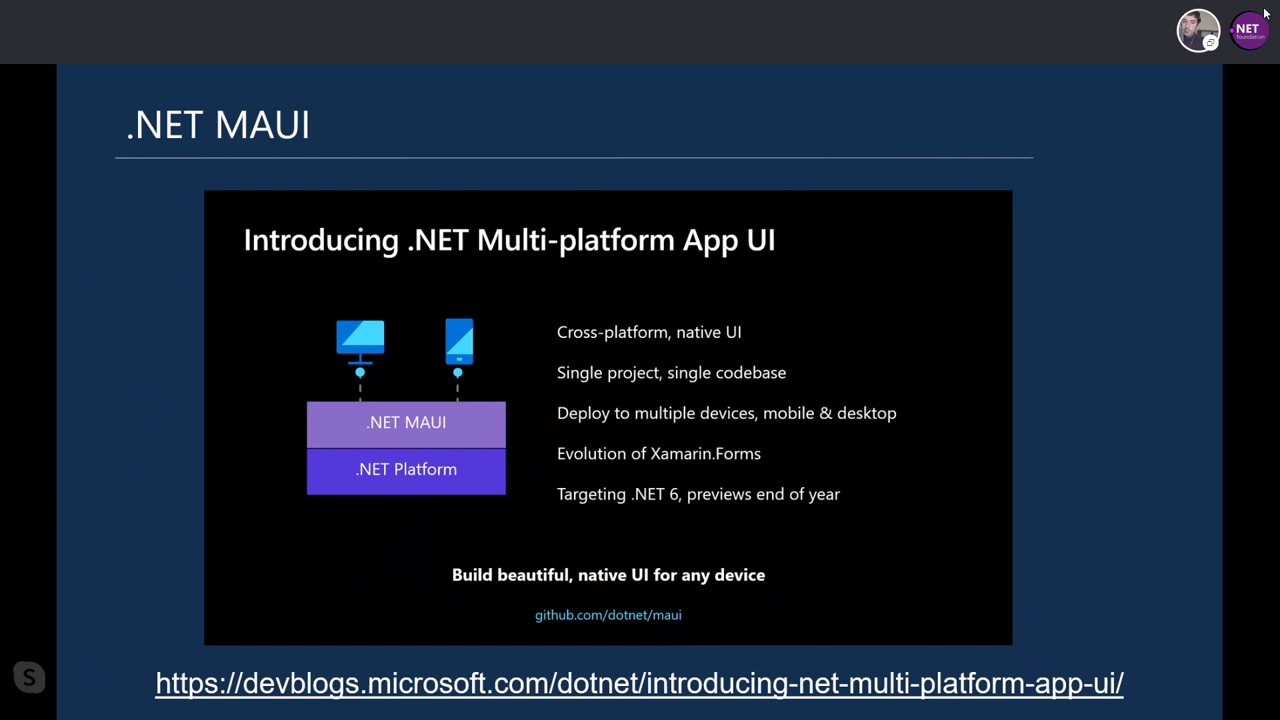 .NET
foundation
.NET MAUI
Introducing .NET Multi-platform App UI
Cross-platform, native UI
Single project, single codebase
Deploy to multiple devices, mobile & desktop
Evolution of Xamarin.Forms
Targeting .NET 6, previews end of year
.NET MAUI
.NET Platform
Build beautiful, native UI for any device
github.com/dotnet/maui
S
https://devblogs.microsoft.com/dotnet/introducing-net-multi-platform-app-ui/